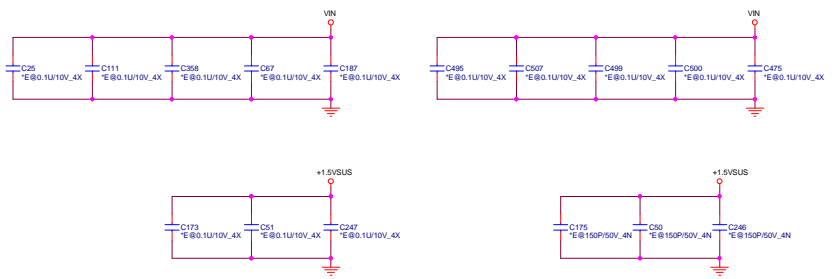 VIN
VIN
C25
*E@0.1U/10V_4X
C111
*E@0.1U/10V_4X
C358
*E@0.1U/10V_4X
C67
*E@0.1U/10V_4X
C187
*E@0.1U/10V_4X
C495
*E@0.1U/10V_4X
C507
*E@0.1U/10V_4X
C499
*E@0.1U/10V_4X
C500
*E@0.1U/10V_4X
C475
*E@0.1U/10V_4X
+1.5VSUS
+1.5VSUS
C173
*E@0.1U/10V_4X
C51
*E@0.1U/10V_4X
C247
*E@0.1U/10V_4X
C175
*E@150P/50V_4N
C50
*E@150P/50V_4N
C246
*E@150P/50V_4N